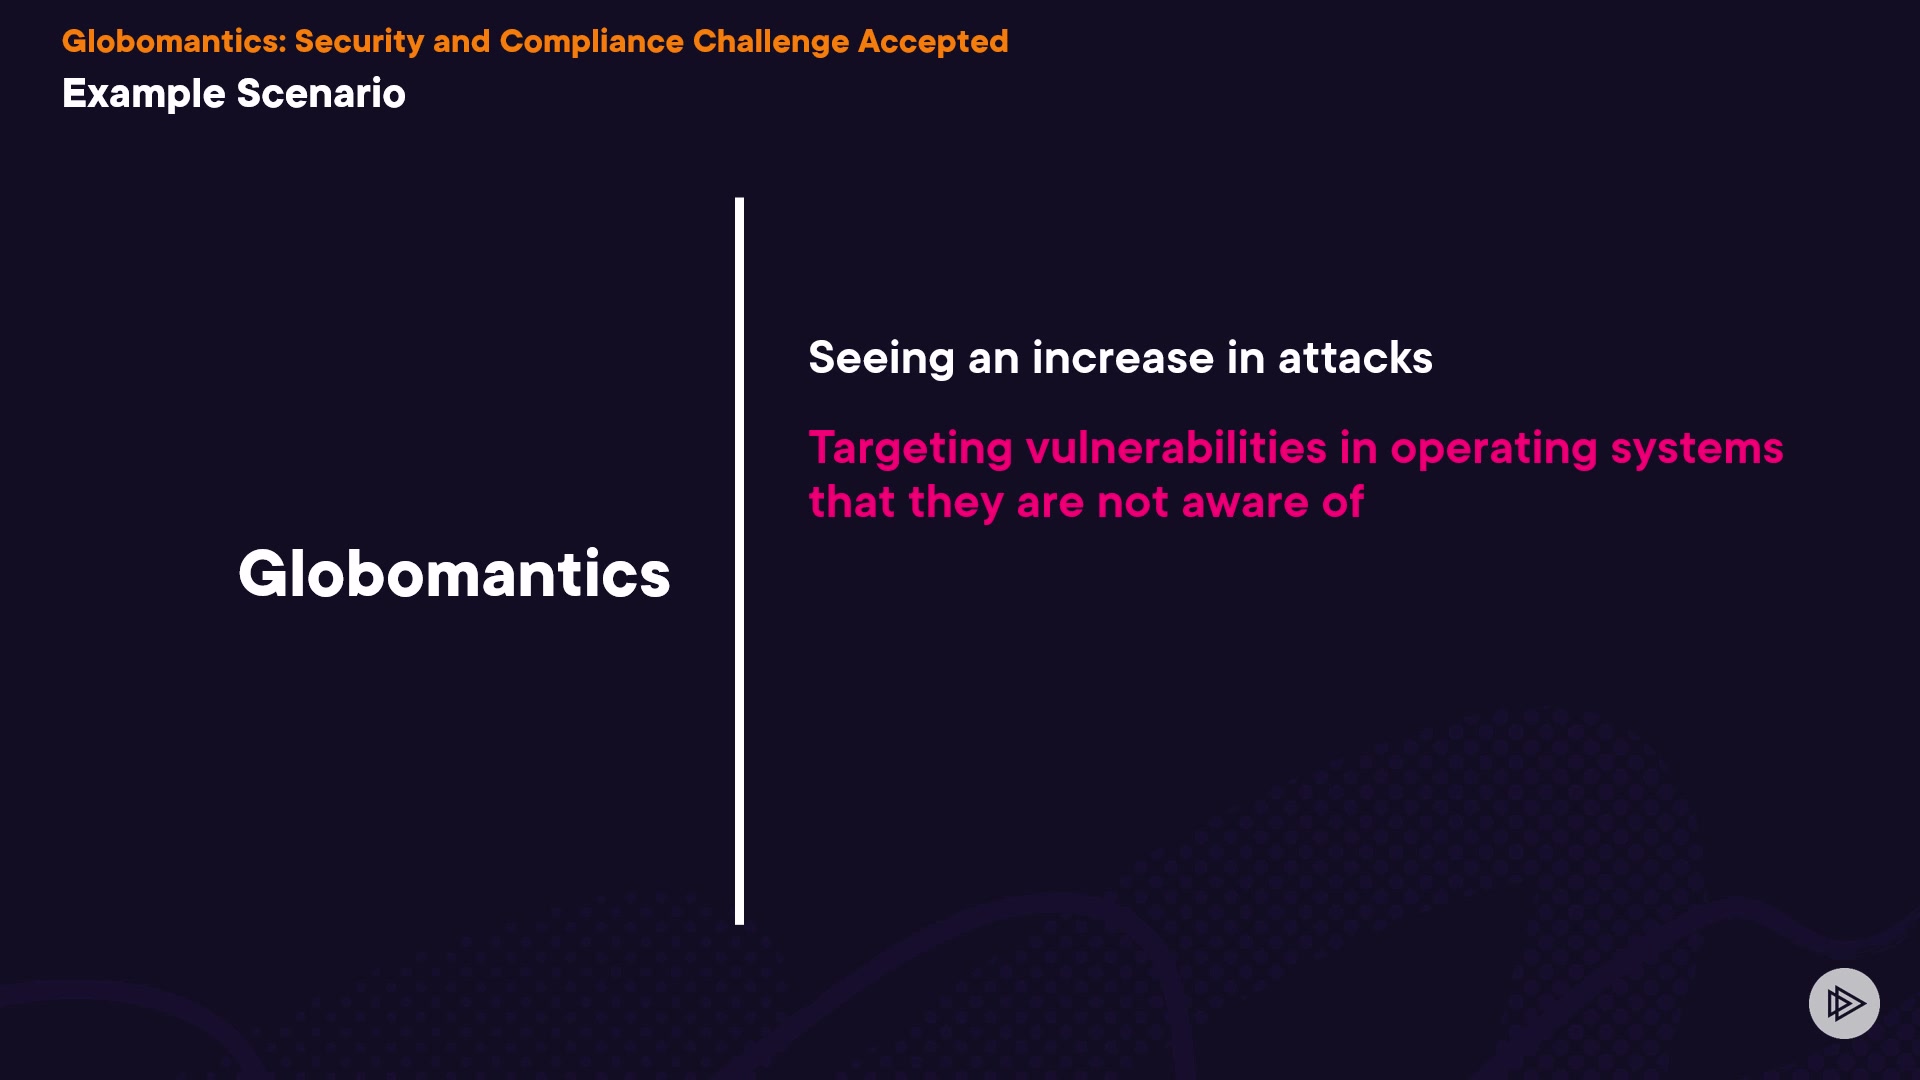 Globomantics: Security and Compliance Challenge Accepted
Example Scenario
Globomantics
Seeing an increase in attacks
Targeting vulnerabilities in operating systems
that they are not aware of